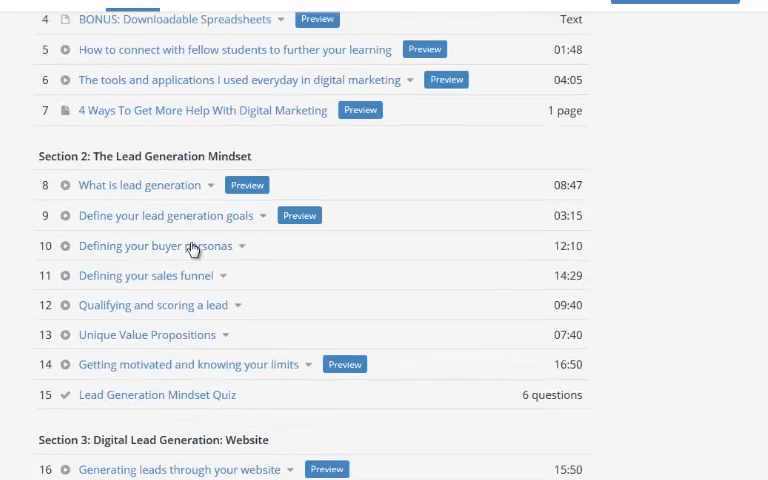 4 BONUS: Downloadable Spreadsheets Preview Text
5 How to connect with fellow students to further your learning Preview 01:48
6 The tools and applications I used everyday in digital marketing Preview 04:05
7 4 Ways To Get More Help With Digital Marketing Preview 1 page
Section 2: The Lead Generation Mindset
8 What is lead generation Preview 08:47
9 Define your lead generation goals Preview 03:15
10 Defining your buyer personas 12:10
11 Defining your sales funnel 14:29
12 Qualifying and scoring a lead 09:40
13 Unique Value Propositions 07:40
14 Getting motivated and knowing your limits Preview 16:50
15 Lead Generation Mindset Quiz 6 questions
Section 3: Digital Lead Generation: Website
16 Generating leads through your website Preview 15:50